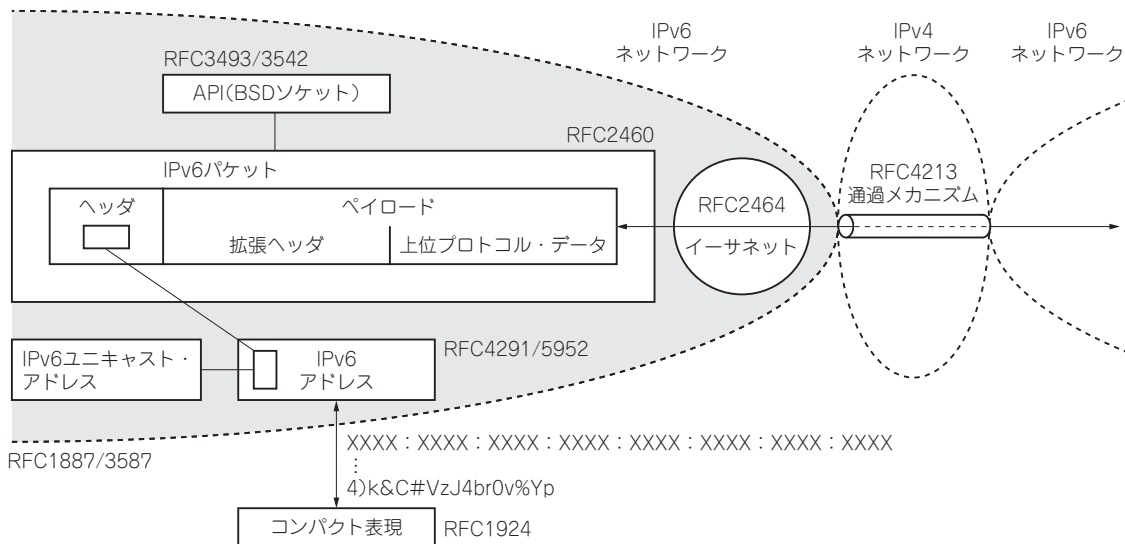 IPv6
ネットワーク
IPv4
ネットワーク
IPv6
ネットワーク
RFC3493/3542
API(BSDソケット)
RFC2460
IPv6パケット
ヘッダ
ペイロード
拡張ヘッダ
上位プロトコル・データ
RFC2464
イーサネット
RFC4213
通過メカニズム
IPv6ユニキャスト・
アドレス
IPv6
アドレス
RFC4291/5952
RFC1887/3587
XXXX:XXXX:XXXX:XXXX:XXXX:XXXX:XXXX:XXXX
⋮
4)k&C#VzJ4br0v%Yp
コンパクト表現
RFC1924